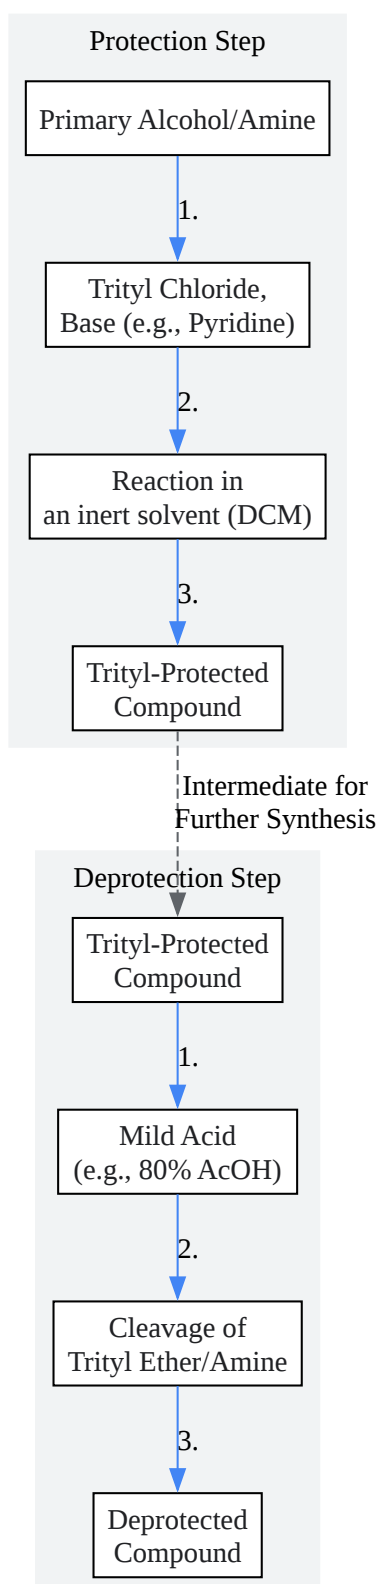 Protection Step
Primary Alcohol/Amine
1.
Trityl Chloride,
Base (e.g., Pyridine)
2.
Reaction in
an inert solvent (DCM)
3.
Trityl-Protected
Compound
Intermediate for
Further Synthesis
Deprotection Step
Trityl-Protected
Compound
1.
Mild Acid
(e.g., 80% AcOH)
2.
Cleavage of
Trityl Ether/Amine
3.
Deprotected
Compound